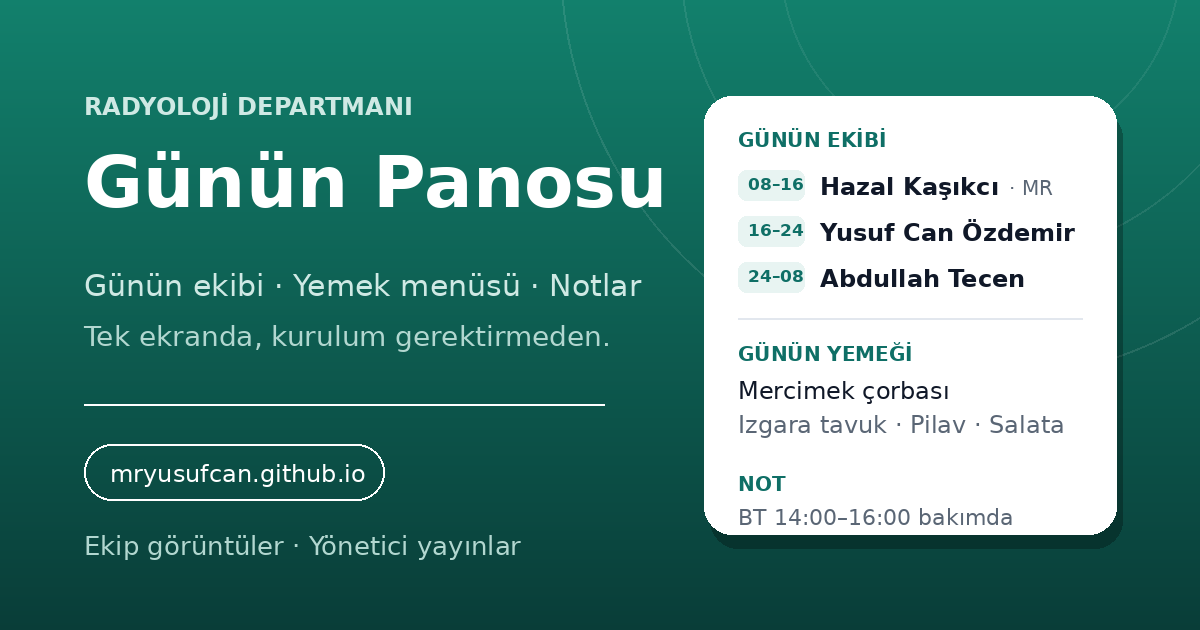 RADYOLOJİ DEPARTMANI
Günün Panosu
Günün ekibi · Yemek menüsü · Notlar
Tek ekranda, kurulum gerektirmeden.
mryusufcan.github.io
Ekip görüntüler · Yönetici yayınlar
GÜNÜN EKİBİ
08–16 Hazal Kaşıkcı · MR
16–24 Yusuf Can Özdemir
24–08 Abdullah Tecen
GÜNÜN YEMEĞİ
Mercimek çorbası
Izgara tavuk · Pilav · Salata
NOT
BT 14:00–16:00 bakımda